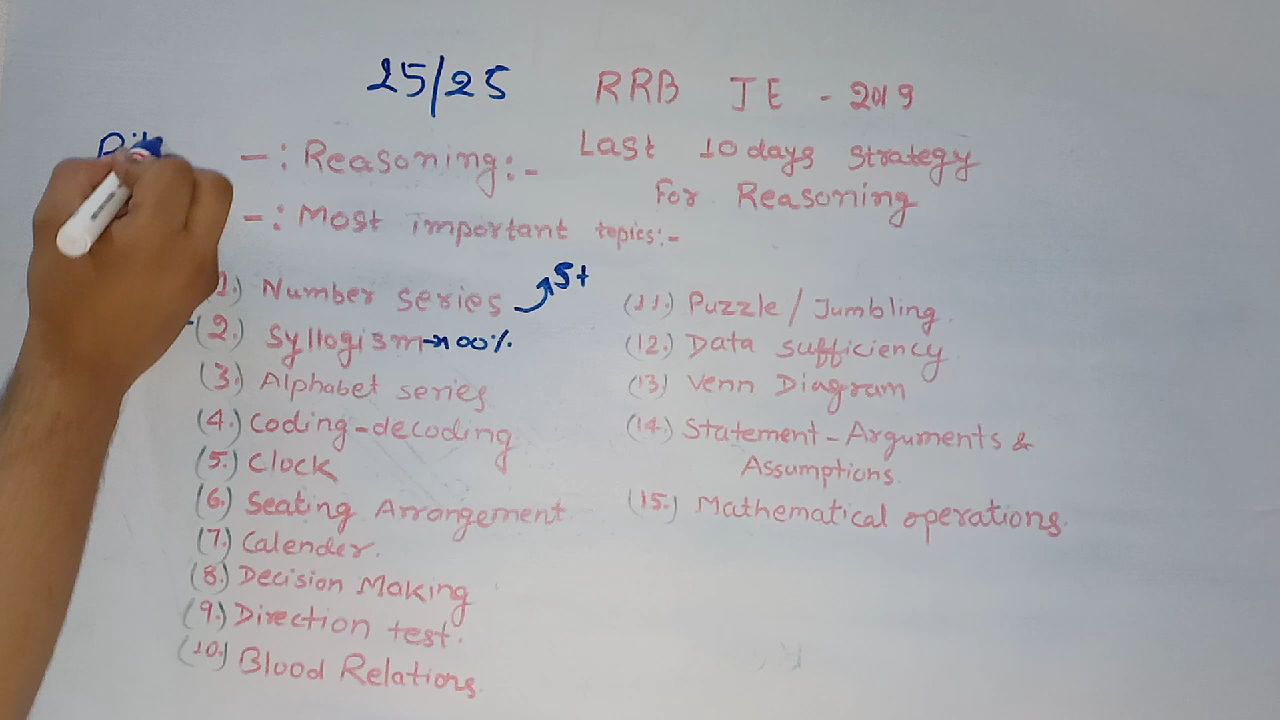 25/25 RRB JE - 2019
-: Reasoning:- Last 10 days strategy
For Reasoning
-: Most important topics:-
1.) Number series → 5+
(2.) Syllogism → 100%
(3.) Alphabet series
(4.) Coding-decoding
(5.) Clock
(6.) Seating Arrangement
(7.) Calender.
(8.) Decision Making
(9.) Direction test.
(10.) Blood Relations.
(11.) Puzzle / Jumbling.
(12.) Data sufficiency
(13) Venn Diagram
(14.) Statement - Arguments &
Assumptions.
(15.) Mathematical operations.